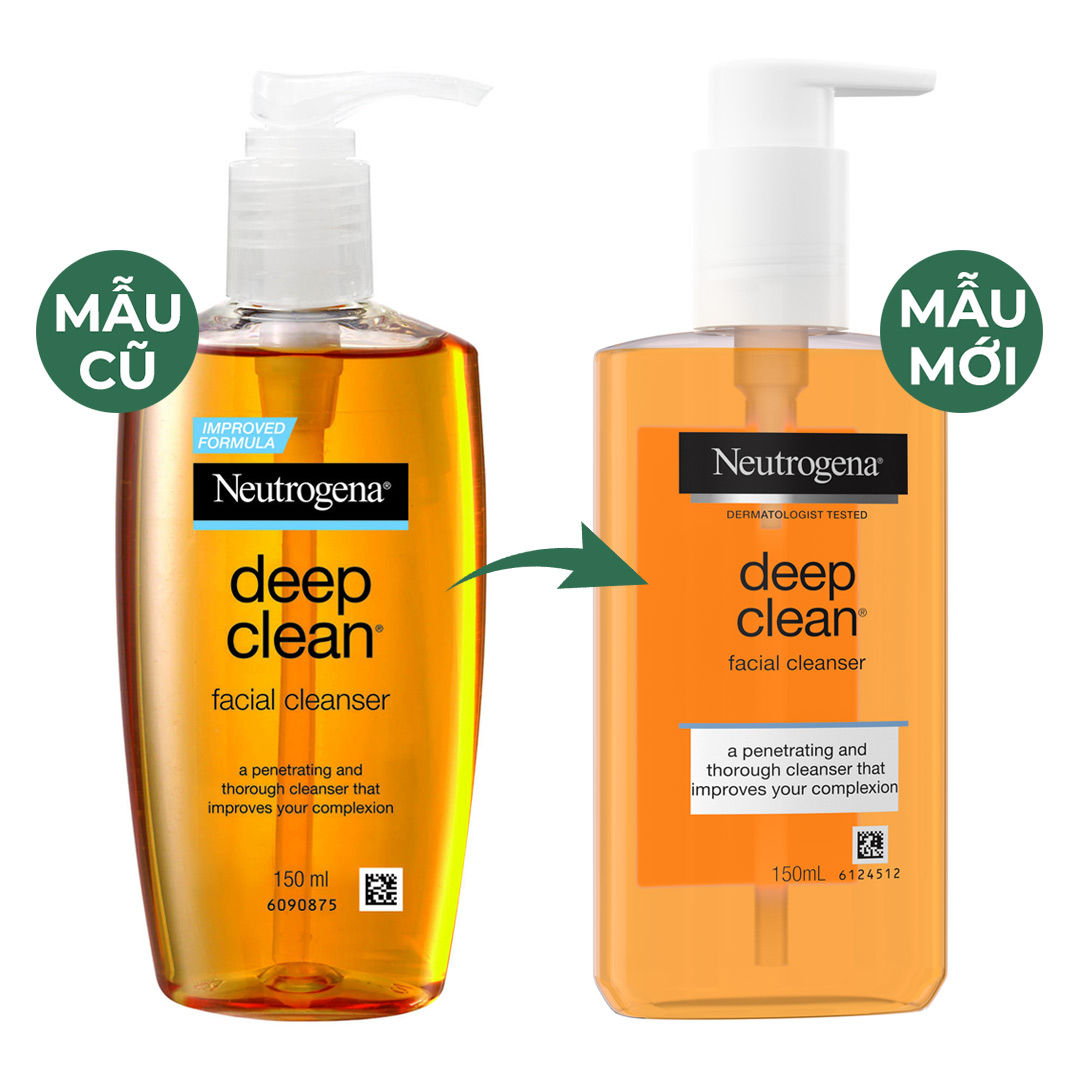 MẪU
CŨ
IMPROVED
FORMULA
Neutrogena®
deep
clean®
facial cleanser
a penetrating and
thorough cleanser that
improves your complexion
150 ml
6090875
MẪU
MỚI
Neutrogena®
DERMATOLOGIST TESTED
deep
clean®
facial cleanser
a penetrating and
thorough cleanser that
improves your complexion
150mL 6124512